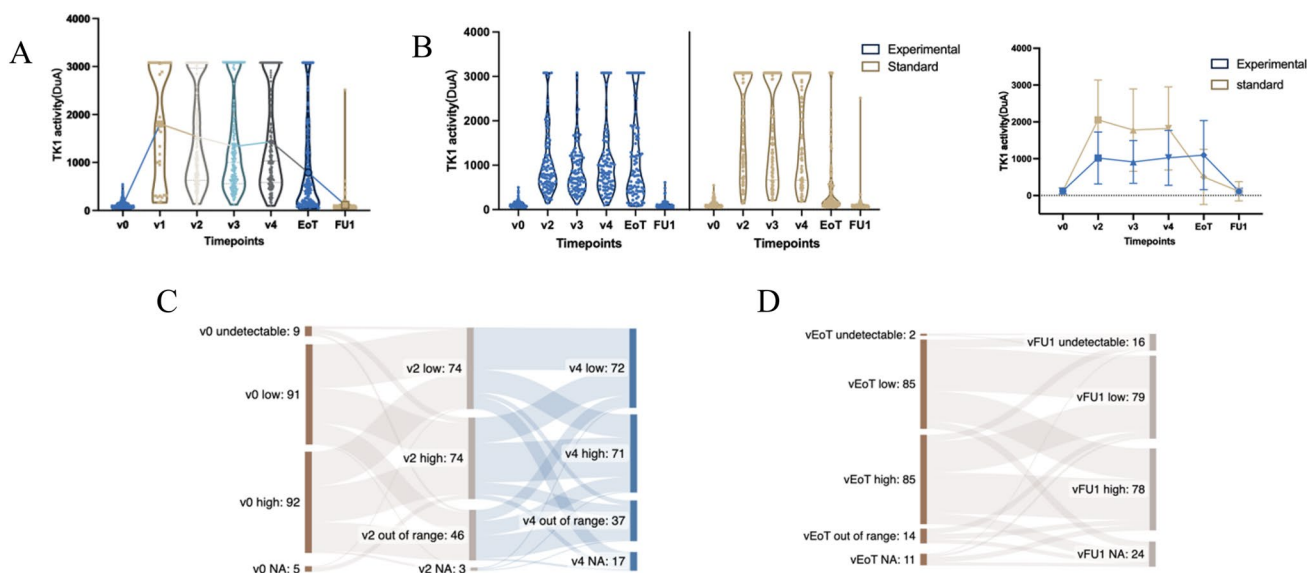 A
TK1 activity(DuA)
4000
3000
2000
1000
0
v0 v1 v2 v3 v4 EoT FU1
Timepoints
B
TK1 activity(DuA)
4000
3000
2000
1000
0
v0 v2 v3 v4 EoT FU1 v0 v2 v3 v4 EoT FU1
Timepoints
Experimental
Standard
TK1 activity(DuA)
4000
3000
2000
1000
0
v0 v2 v3 v4 EoT FU1
Timepoints
Experimental
standard
C
v0 undetectable: 9
v0 low: 91
v0 high: 92
v0 NA: 5
v2 low: 74
v2 high: 74
v2 out of range: 46
v2 NA: 3
v4 low: 72
v4 high: 71
v4 out of range: 37
v4 NA: 17
D
vEoT undetectable: 2
vEoT low: 85
vEoT high: 85
vEoT out of range: 14
vEoT NA: 11
vFU1 undetectable: 16
vFU1 low: 79
vFU1 high: 78
vFU1 NA: 24